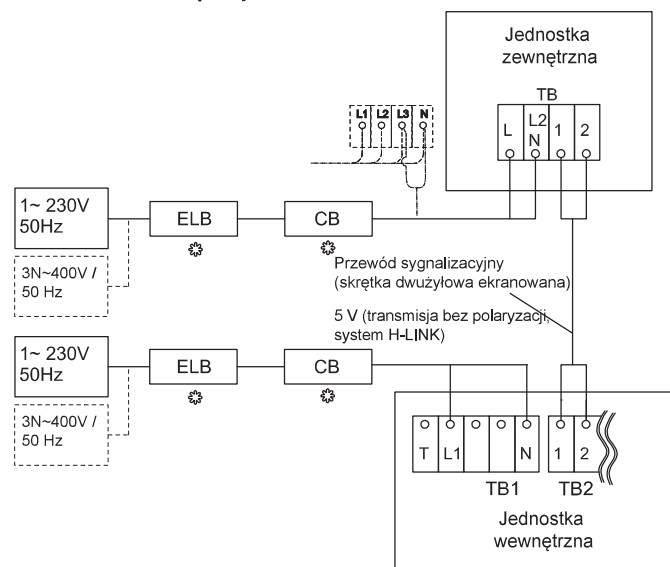 Jednostka
zewnętrzna
TB
L
L2
N
1
2
L1
L2
L3
N
1~ 230V
50Hz
ELB
CB
3N~400V /
50 Hz
Przewód sygnalizacyjny
(skrętka dwużyłowa ekranowana)
5 V (transmisja bez polaryzacji,
system H-LINK)
1~ 230V
50Hz
ELB
CB
3N~400V /
50 Hz
T
L1
N
1
2
TB1
TB2
Jednostka
wewnętrzna